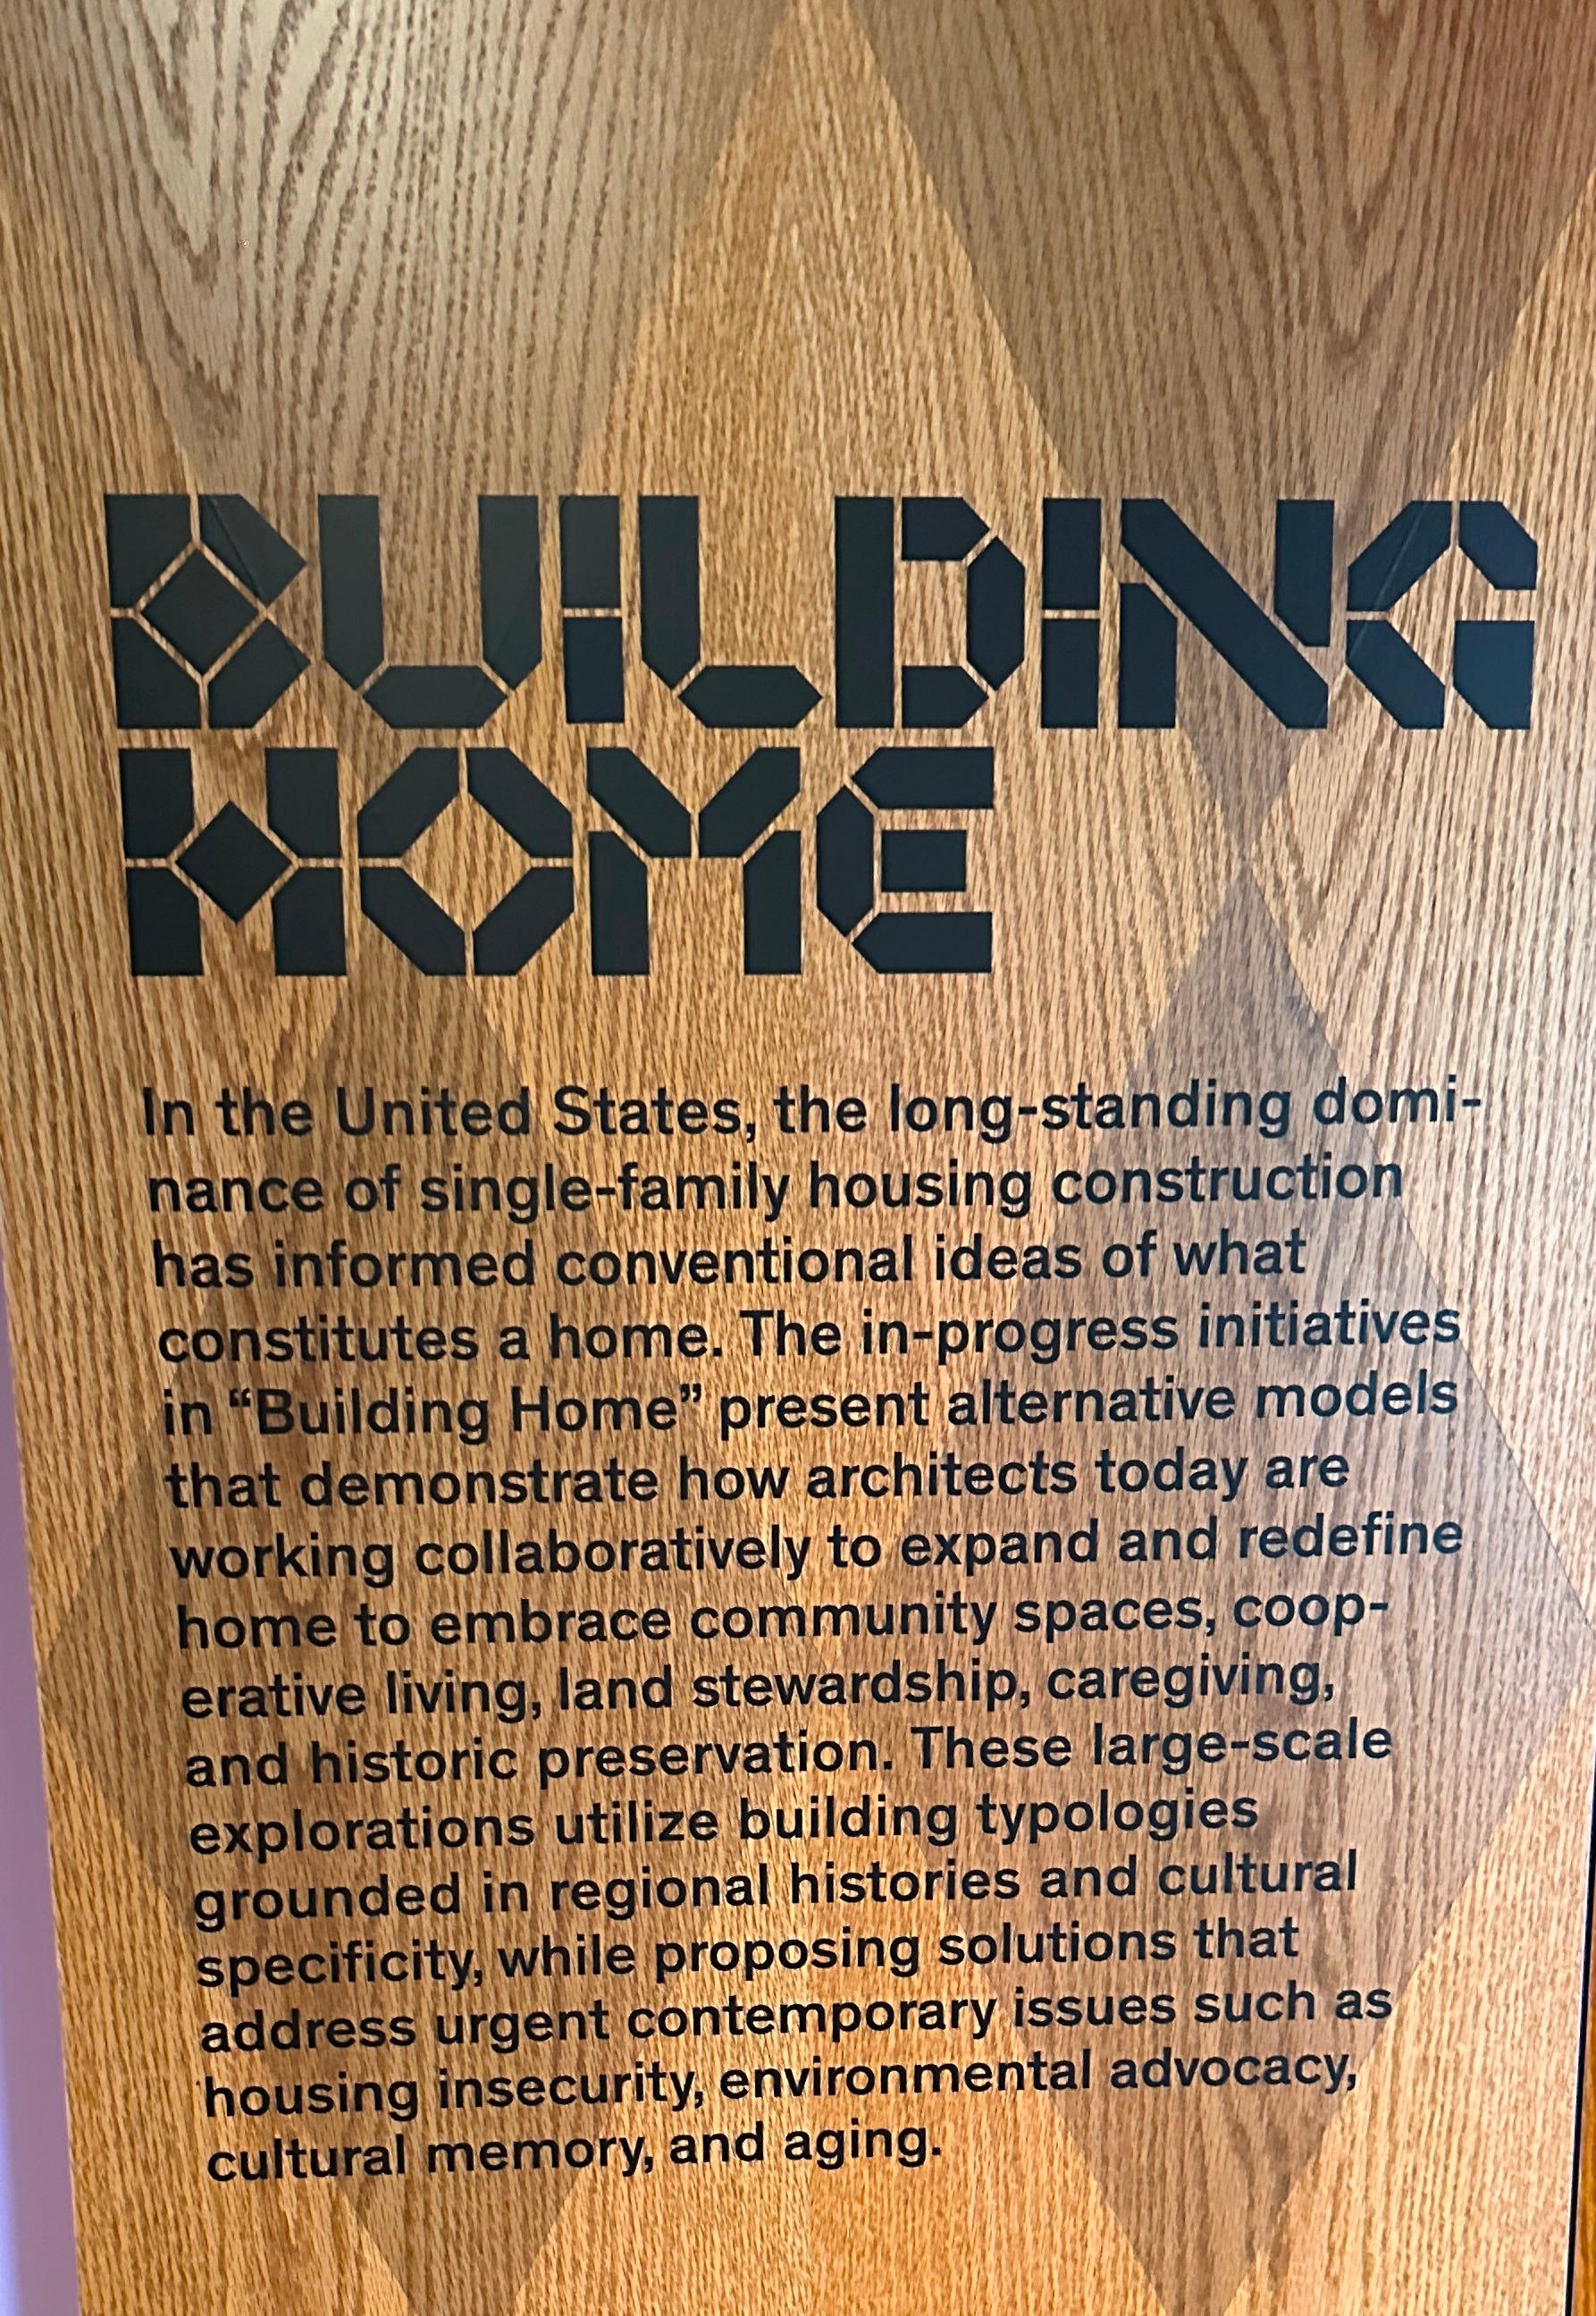 BUILDING
HOME
In the United States, the long-standing domi-
nance of single-family housing construction
has informed conventional ideas of what
constitutes a home. The in-progress initiatives
in “Building Home” present alternative models
that demonstrate how architects today are
working collaboratively to expand and redefine
home to embrace community spaces, coop-
erative living, land stewardship, caregiving,
and historic preservation. These large-scale
explorations utilize building typologies
grounded in regional histories and cultural
specificity, while proposing solutions that
address urgent contemporary issues such as
housing insecurity, environmental advocacy,
cultural memory, and aging.